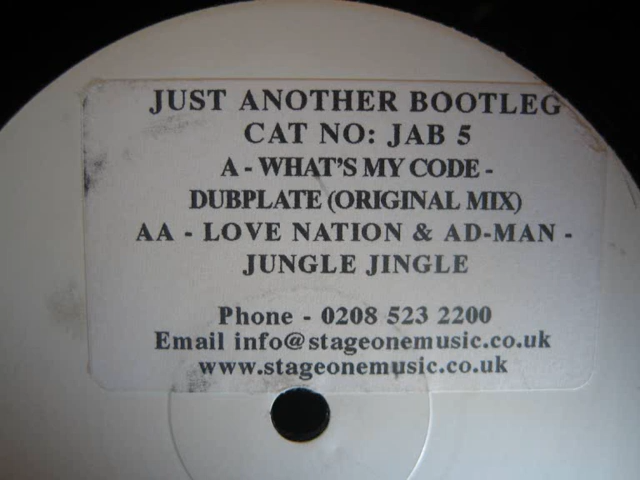 JUST ANOTHER BOOTLEG
CAT NO: JAB 5
A - WHAT'S MY CODE -
DUBPLATE (ORIGINAL MIX)
AA - LOVE NATION & AD-MAN -
JUNGLE JINGLE
Phone - 0208 523 2200
Email info@stageonemusic.co.uk
www.stageonemusic.co.uk